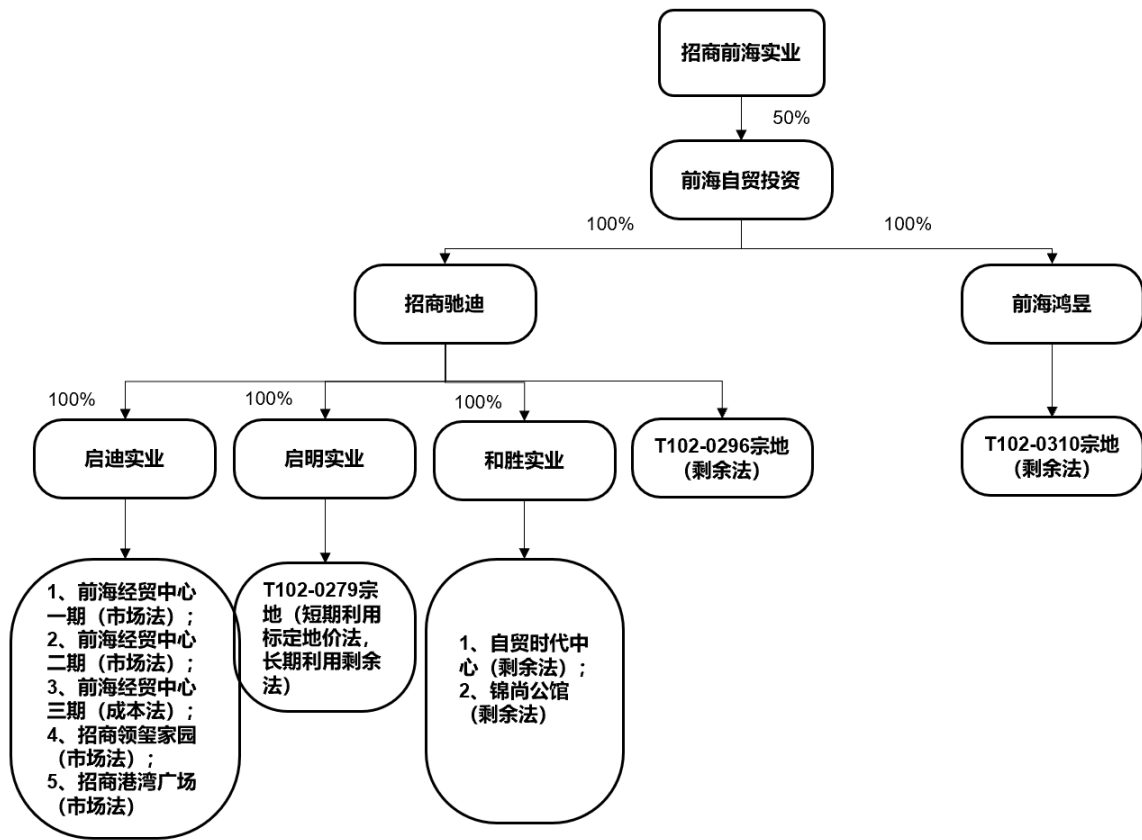 招商前海实业
50%
前海自贸投资
100%
100%
招商驰迪
前海鸿昱
100%
100%
100%
启迪实业
启明实业
和胜实业
T102-0296宗地
（剩余法）
T102-0310宗地
（剩余法）
1、前海经贸中心
一期（市场法）；
2、前海经贸中心
二期（市场法）；
3、前海经贸中心
三期（成本法）；
4、招商领玺家园
（市场法）；
5、招商港湾广场
（市场法）
T102-0279宗
地（短期利用
标定地价法，
长期利用剩余
法）
1、自贸时代中
心（剩余法）；
2、锦尚公馆
（剩余法）